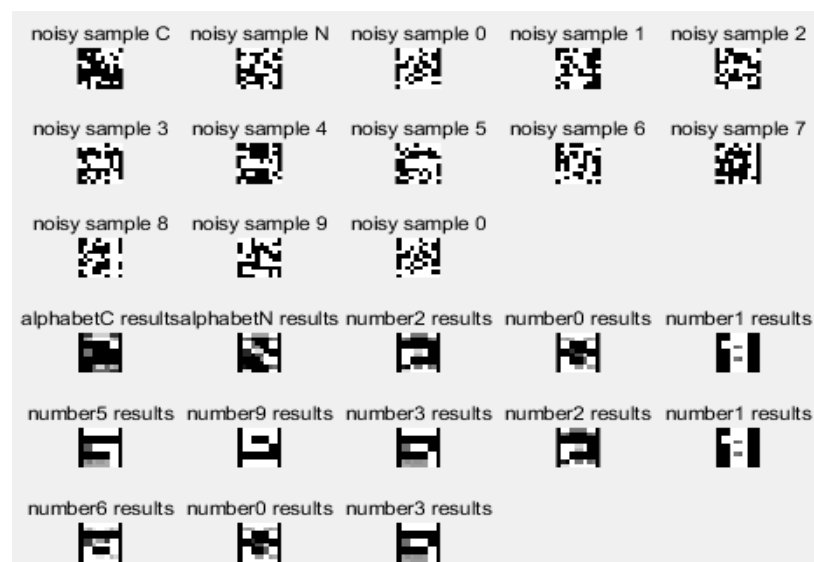 noisy sample C noisy sample N noisy sample 0 noisy sample 1 noisy sample 2
noisy sample 3 noisy sample 4 noisy sample 5 noisy sample 6 noisy sample 7
noisy sample 8 noisy sample 9 noisy sample 0
alphabetC resultsalphabetN results number2 results number0 results number1 results
number5 results number9 results number3 results number2 results number1 results
number6 results number0 results number3 results